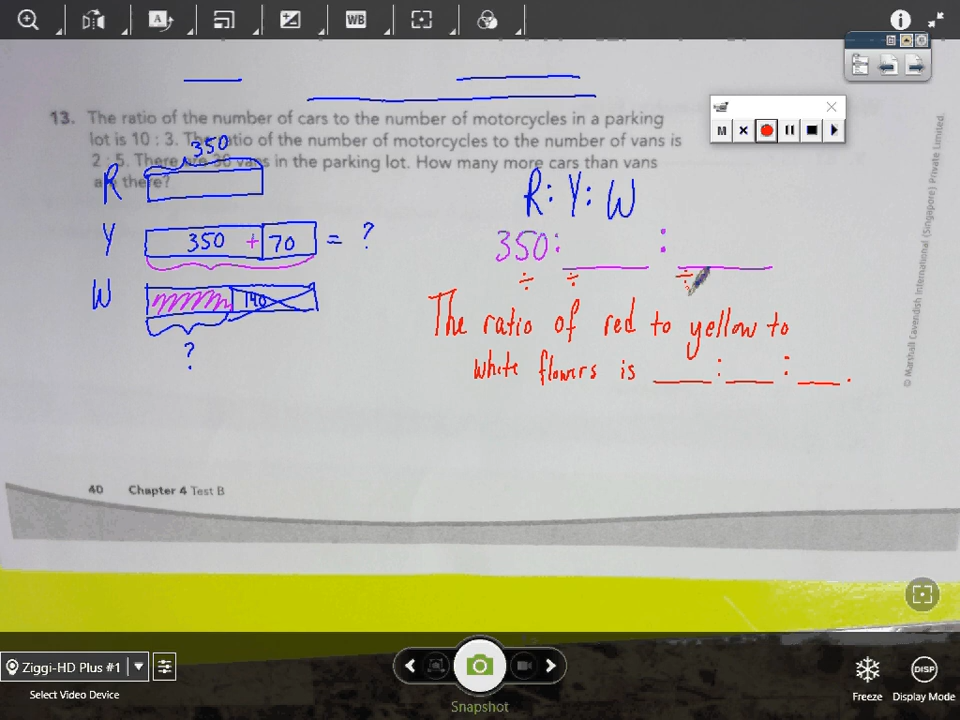 WB
i
13. The ratio of the number of cars to the number of motorcycles in a parking
lot is 10 : 3. The ratio of the number of motorcycles to the number of vans is
2 : 5. There are 30 vans in the parking lot. How many more cars than vans
are there?
M
350
R
Y 350 + 70 = ?
W 140
?
R: Y: W
350: :
÷ ÷ ÷
The ratio of red to yellow to
white flowers is ____:____:____.
© Marshall Cavendish International (Singapore) Private Limited.
40 Chapter 4 Test B
Ziggi-HD Plus #1
Select Video Device
Snapshot
Freeze
DISP
Display Mode